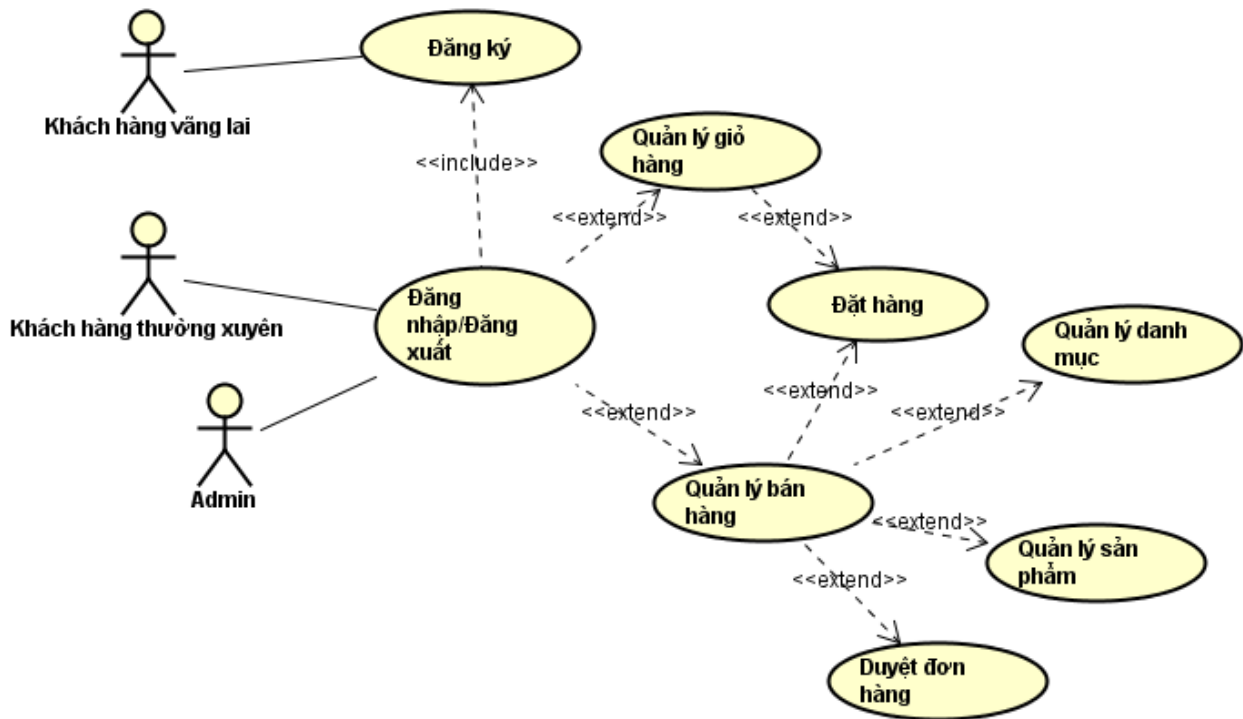 Đăng ký
Khách hàng vãng lai
Quản lý giỏ
hàng
<<include>>
<<extend>>
<<extend>>
Đăng
nhập/Đăng
xuất
Khách hàng thường xuyên
Đặt hàng
Quản lý danh
mục
<<extend>>
<<extend>>
<<extend>>
Admin
Quản lý bán
hàng
<<extend>>
Quản lý sản
phẩm
<<extend>>
Duyệt đơn
hàng